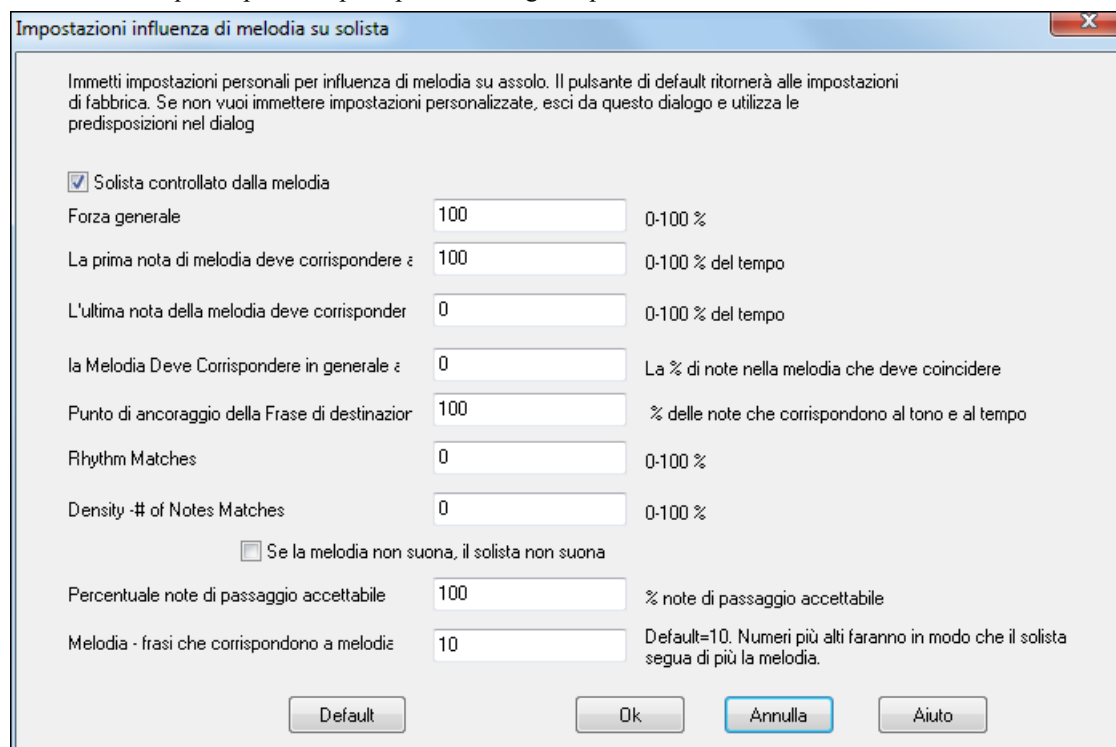 Impostazioni influenza di melodia su solista
Immetti impostazioni personali per influenza di melodia su assolo. Il pulsante di default ritornerà alle impostazioni
di fabbrica. Se non vuoi immettere impostazioni personalizzate, esci da questo dialogo e utilizza le
predisposizioni nel dialog
Solista controllato dalla melodia
Forza generale 100 0-100 %
La prima nota di melodia deve corrispondere a 100 0-100 % del tempo
L'ultima nota della melodia deve corrisponder 0 0-100 % del tempo
la Melodia Deve Corrispondere in generale a 0 La % di note nella melodia che deve coincidere
Punto di ancoraggio della Frase di destinazion 100 % delle note che corrispondono al tono e al tempo
Rhythm Matches 0 0-100 %
Density -# of Notes Matches 0 0-100 %
Se la melodia non suona, il solista non suona
Percentuale note di passaggio accettabile 100 % note di passaggio accettabile
Melodia - frasi che corrispondono a melodia 10 Default=10. Numeri più alti faranno in modo che il solista
segua di più la melodia.
Default Ok Annulla Aiuto